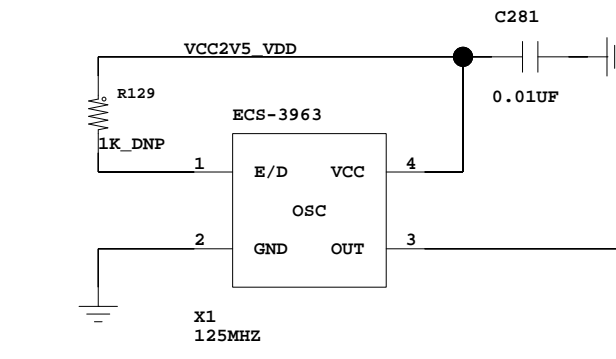 C281
VCC2V5_VDD
R129
0.01UF
ECS-3963
1K_DNP
1 E/D VCC 4
OSC
2 GND OUT 3
X1
125MHZ